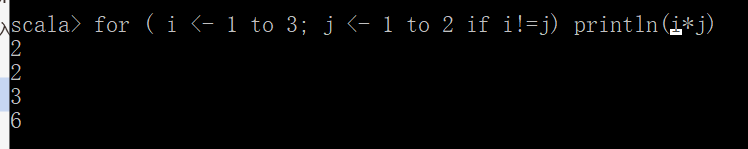 scala> for ( i <- 1 to 3; j <- 1 to 2 if i!=j) println(i*j)
2
2
3
6